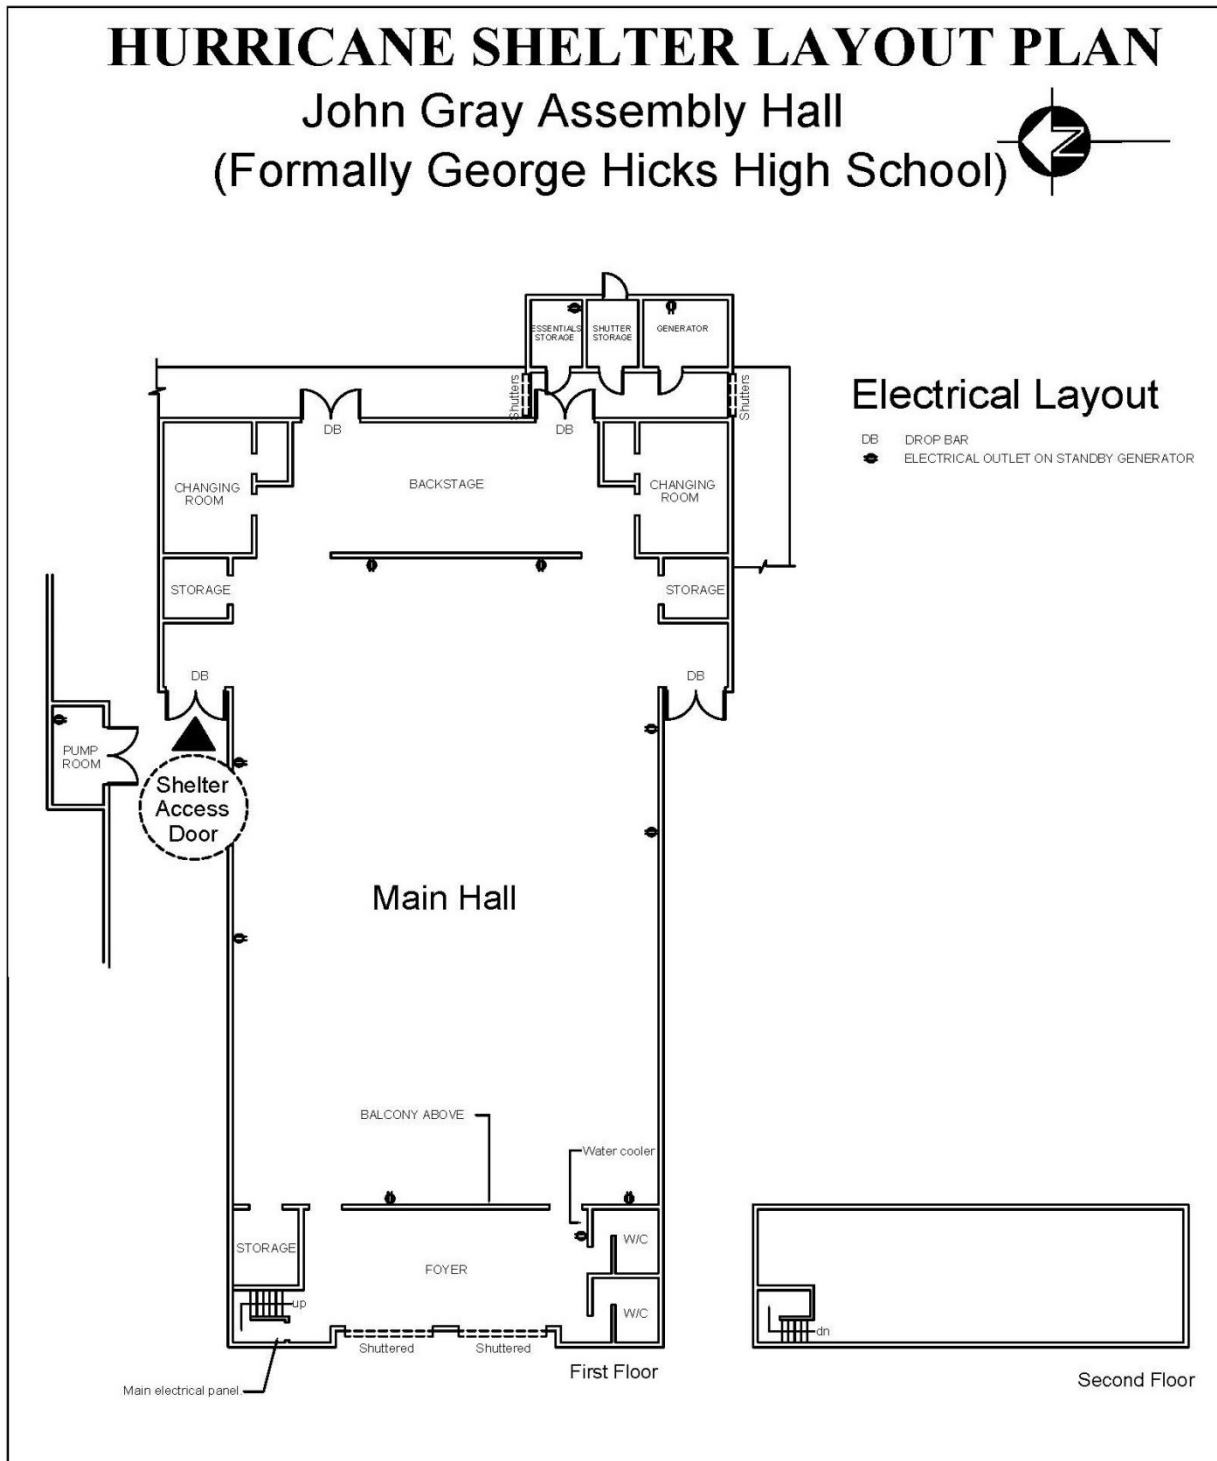 HURRICANE SHELTER LAYOUT PLAN
John Gray Assembly Hall
(Formally George Hicks High School)
N
ESSENTIALS
STORAGE
SHUTTER
STORAGE
GENERATOR
Shutters
Shutters
Electrical Layout
DB DROP BAR
ELECTRICAL OUTLET ON STANDBY GENERATOR
DB
DB
CHANGING
ROOM
BACKSTAGE
CHANGING
ROOM
STORAGE
STORAGE
DB
DB
PUMP
ROOM
Shelter
Access
Door
Main Hall
BALCONY ABOVE
Water cooler
STORAGE
FOYER
W/C
W/C
up
Shuttered
Shuttered
First Floor
Main electrical panel.
dn
Second Floor